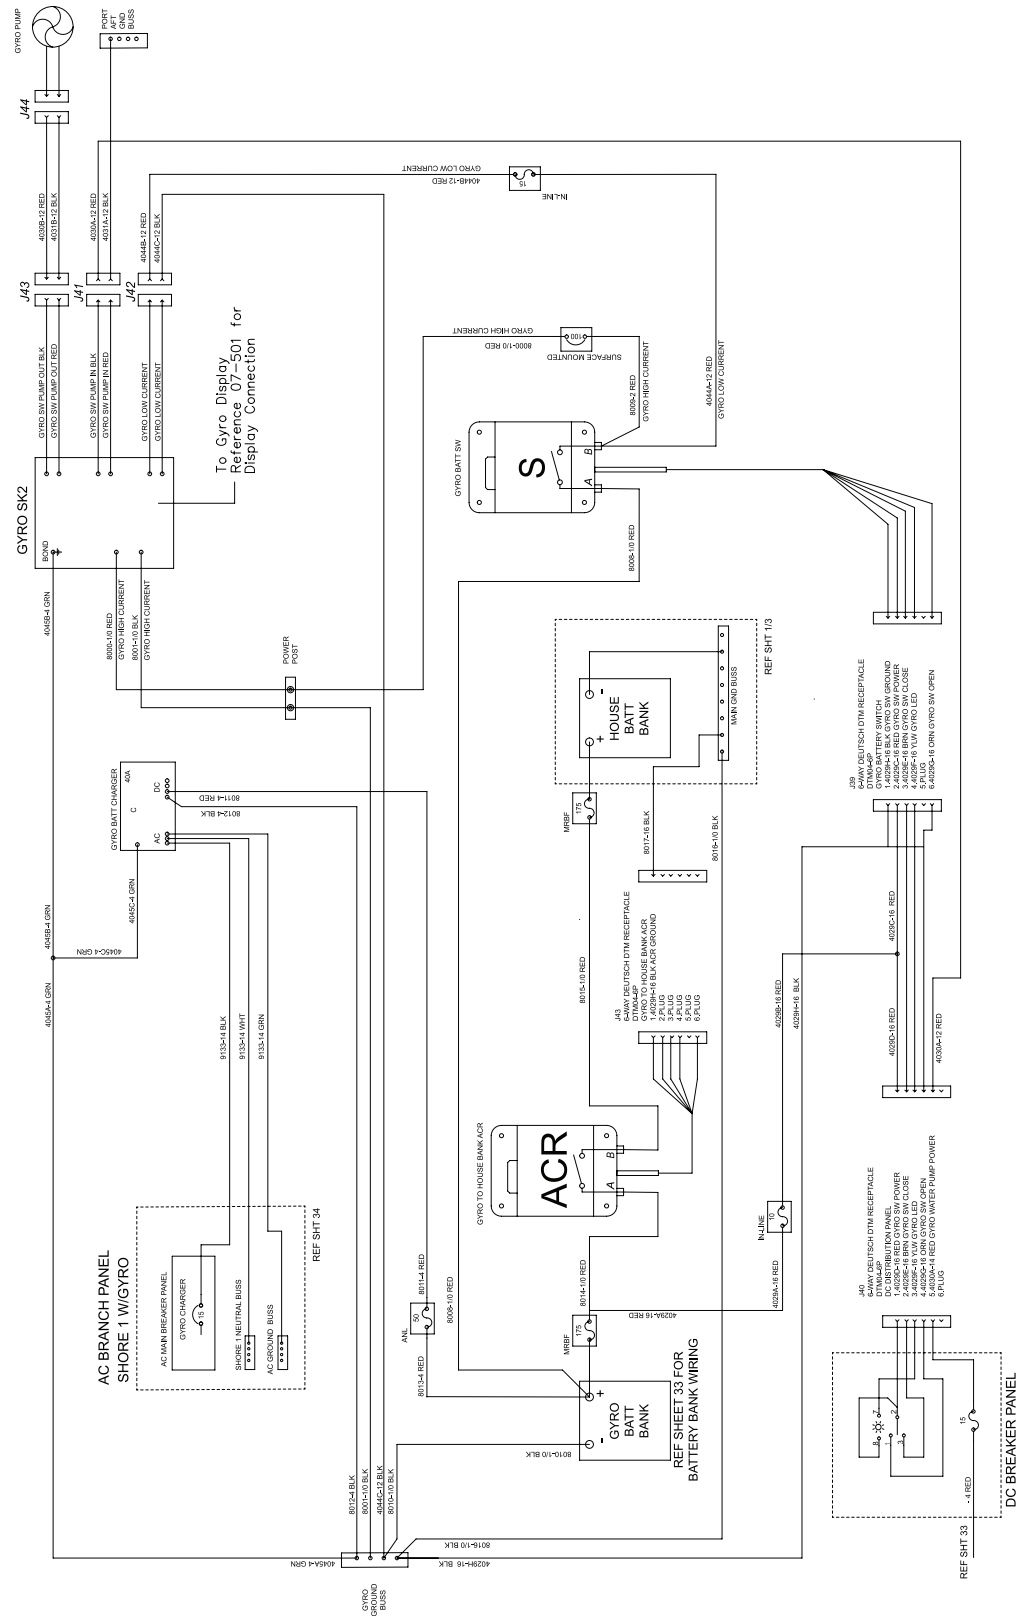 GYRO PUMP
PORT
AFT
GND
BUSS
J44
4030B-12 RED
4031B-12 BLK
4030A-12 RED
4031A-12 BLK
4044B-12 RED
4044C-12 BLK
J43
J41
J42
GYRO SW PUMP OUT BLK
GYRO SW PUMP OUT RED
GYRO SW PUMP IN BLK
GYRO SW PUMP IN RED
GYRO LOW CURRENT
GYRO LOW CURRENT
GYRO LOW CURRENT
4044B-12 RED
15
IN-LINE
To Gyro Display
Reference 07-501 for
Display Connection
GYRO HIGH CURRENT
8000-1/0 RED
100
SURFACE MOUNTED
8009-2 RED
GYRO HIGH CURRENT
4044A-12 RED
GYRO LOW CURRENT
GYRO SK2
BOND
GYRO BATT SW
S
A
B
4045B-4 GRN
8000-1/0 RED
GYRO HIGH CURRENT
8001-1/0 BLK
GYRO HIGH CURRENT
8008-1/0 RED
POWER
POST
HOUSE
BATT
BANK
+
-
MAIN GND BUSS
REF SHT 1/3
J39
6-WAY DEUTSCH DTM RECEPTACLE
DTM04-6P
GYRO BATTERY SWITCH
1.4029H-16 BLK GYRO SW GROUND
2.4029C-16 RED GYRO SW POWER
3.4029E-16 BRN GYRO SW CLOSE
4.4029F-16 YLW GYRO LED
5.PLUG
6.4029G-16 ORN GYRO SW OPEN
GYRO BATT CHARGER
40A
C
DC
AC
8011-4 RED
8012-4 BLK
MRBF
175
8017-16 BLK
8016-1/0 BLK
4045B-4 GRN
4045C-4 GRN
4045C-4 GRN
4045A-4 GRN
9133-14 BLK
9133-14 WHT
9133-14 GRN
8015-1/0 RED
J43
6-WAY DEUTSCH DTM RECEPTACLE
DTM04-6P
GYRO TO HOUSE BANK ACR
1.4029H-16 BLK ACR GROUND
2.PLUG
3.PLUG
4.PLUG
5.PLUG
6.PLUG
4029C-16 RED
4029B-16 RED
4029H-16 BLK
4029D-16 RED
4030A-12 RED
GYRO TO HOUSE BANK ACR
ACR
A
B
AC BRANCH PANEL
SHORE 1 W/GYRO
AC MAIN BREAKER PANEL
GYRO CHARGER
15
SHORE 1 NEUTRAL BUSS
AC GROUND BUSS
REF SHT 34
IN-LINE
10
4029A-16 RED
J40
6-WAY DEUTSCH DTM RECEPTACLE
DTM04-6P
DC DISTRIBUTION PANEL
1.4029D-16 RED GYRO SW POWER
2.4029E-16 BRN GYRO SW CLOSE
3.4029F-16 YLW GYRO LED
4.4029G-16 ORN GYRO SW OPEN
5.4030A-14 RED GYRO WATER PUMP POWER
6.PLUG
8011-4 RED
ANL
50
8013-4 RED
8008-1/0 RED
8014-1/0 RED
MRBF
175
4029A-16 RED
GYRO
BATT
BANK
+
-
REF SHEET 33 FOR
BATTERY BANK WIRING
8010-1/0 BLK
8012-4 BLK
8001-1/0 BLK
4044C-12 BLK
8010-1/0 BLK
4045A-4 GRN
8016-1/0 BLK
4029H-16 BLK
GYRO
GROUND
BUSS
7
2
8
1
3
15
- 4 RED
DC BREAKER PANEL
REF SHT 33